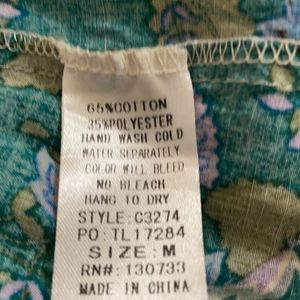 65%COTTON
35%POLYESTER
HAND WASH COLD
WATER SEPARATELY
COLOR WILL BLEED
NO BLEACH
HANG TO DRY
STYLE:C3274
PO:TL17284
SIZE:M
RN#:130733
MADE IN CHINA